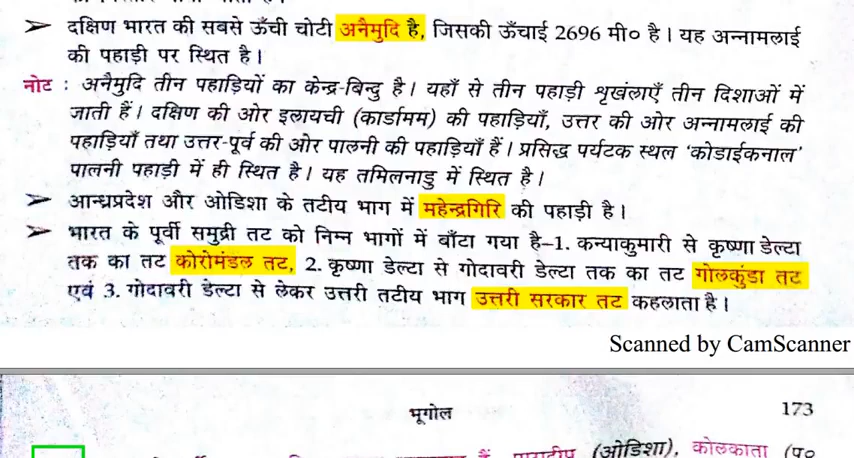 ➢ दक्षिण भारत की सबसे ऊँची चोटी अनैमुदि है, जिसकी ऊँचाई 2696 मी० है। यह अन्नामलाई
की पहाड़ी पर स्थित है।
नोट : अनैमुदि तीन पहाड़ियों का केन्द्र-बिन्दु है। यहाँ से तीन पहाड़ी शृखंलाएँ तीन दिशाओं में
जाती हैं। दक्षिण की ओर इलायची (कार्डामम) की पहाड़ियाँ, उत्तर की ओर अन्नामलाई की
पहाड़ियाँ तथा उत्तर-पूर्व की ओर पालनी की पहाड़ियाँ हैं। प्रसिद्ध पर्यटक स्थल ‘कोडाईकनाल’
पालनी पहाड़ी में ही स्थित है। यह तमिलनाडु में स्थित है।
➢ आन्ध्रप्रदेश और ओडिशा के तटीय भाग में महेन्द्रगिरि की पहाड़ी है।
➢ भारत के पूर्वी समुद्री तट को निम्न भागों में बाँटा गया है–1. कन्याकुमारी से कृष्णा डेल्टा
तक का तट कोरोमंडल तट, 2. कृष्णा डेल्टा से गोदावरी डेल्टा तक का तट गोलकुंडा तट
एवं 3. गोदावरी डेल्टा से लेकर उत्तरी तटीय भाग उत्तरी सरकार तट कहलाता है।
Scanned by CamScanner
भूगोल 173
(ओडिशा), कोलकाता (प०